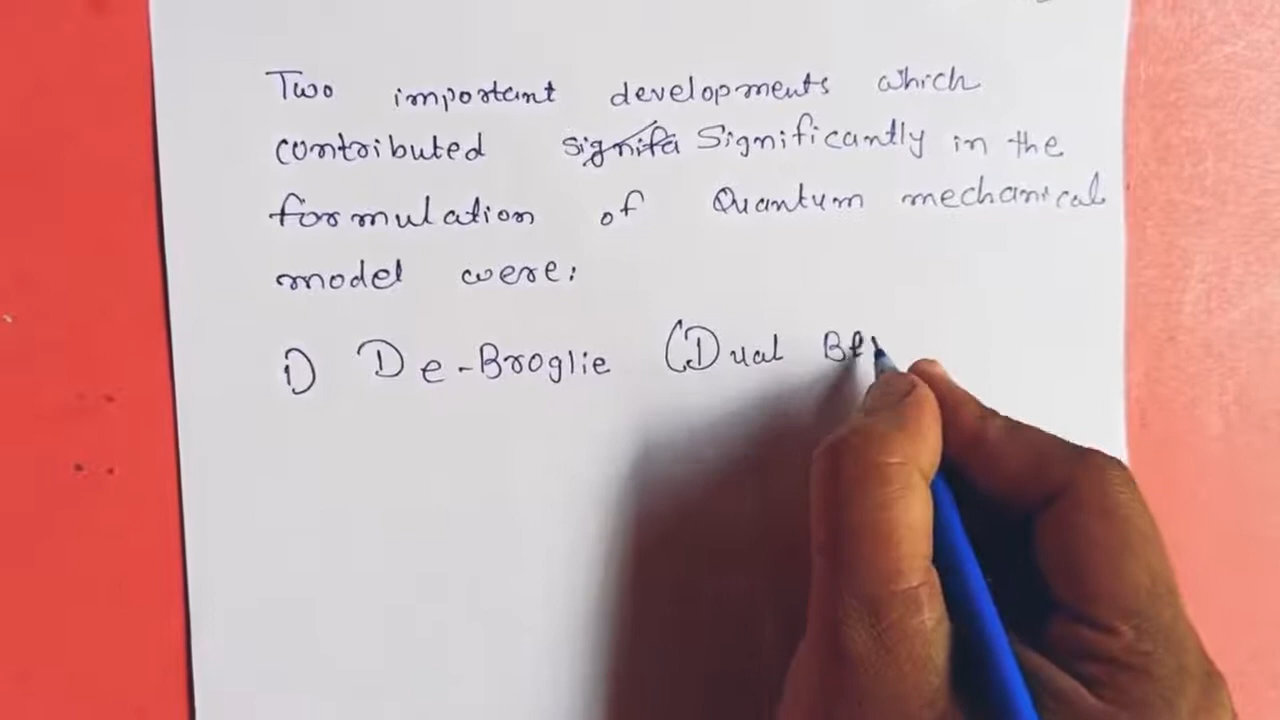 Two important developments which
contributed signifa Significantly in the
formulation of Quantum mechanical
model were:
1) De-Broglie (Dual Be